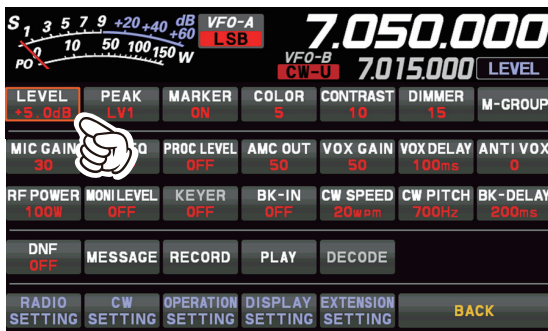 S 1 3 5 7 9 +20 +40 +60 dB
PO 0 10 50 100 150 W
VFO-A
LSB
7.050.000
VFO-B
CW-U
7.015.000
LEVEL
LEVEL PEAK MARKER COLOR CONTRAST DIMMER M-GROUP
+5.0dB LV1 ON 5 10 15
MIC GAIN PROC LEVEL AMC OUT VOX GAIN VOX DELAY ANTI VOX
30 OFF 50 50 100ms 0
RF POWER MONI LEVEL KEYER BK-IN CW SPEED CW PITCH BK-DELAY
100W OFF OFF OFF 20wpm 700Hz 200ms
DNF MESSAGE RECORD PLAY DECODE
OFF
RADIO CW OPERATION DISPLAY EXTENSION BACK
SETTING SETTING SETTING SETTING SETTING